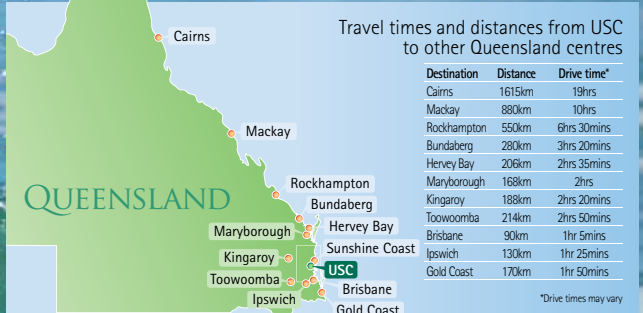 Travel times and distances from USC
to other Queensland centres
Destination Distance Drive time*
Cairns 1615km 19hrs
Mackay 880km 10hrs
Rockhampton 550km 6hrs 30mins
Bundaberg 280km 3hrs 20mins
Hervey Bay 206km 2hrs 35mins
Maryborough 168km 2hrs
Kingaroy 188km 2hrs 20mins
Toowoomba 214km 2hrs 50mins
Brisbane 90km 1hr 5mins
Ipswich 130km 1hr 25mins
Gold Coast 170km 1hr 50mins
*Drive times may vary
Cairns
Mackay
Rockhampton
QUEENSLAND
Bundaberg
Maryborough
Hervey Bay
Sunshine Coast
Kingaroy
USC
Toowoomba
Brisbane
Ipswich
Gold Coast